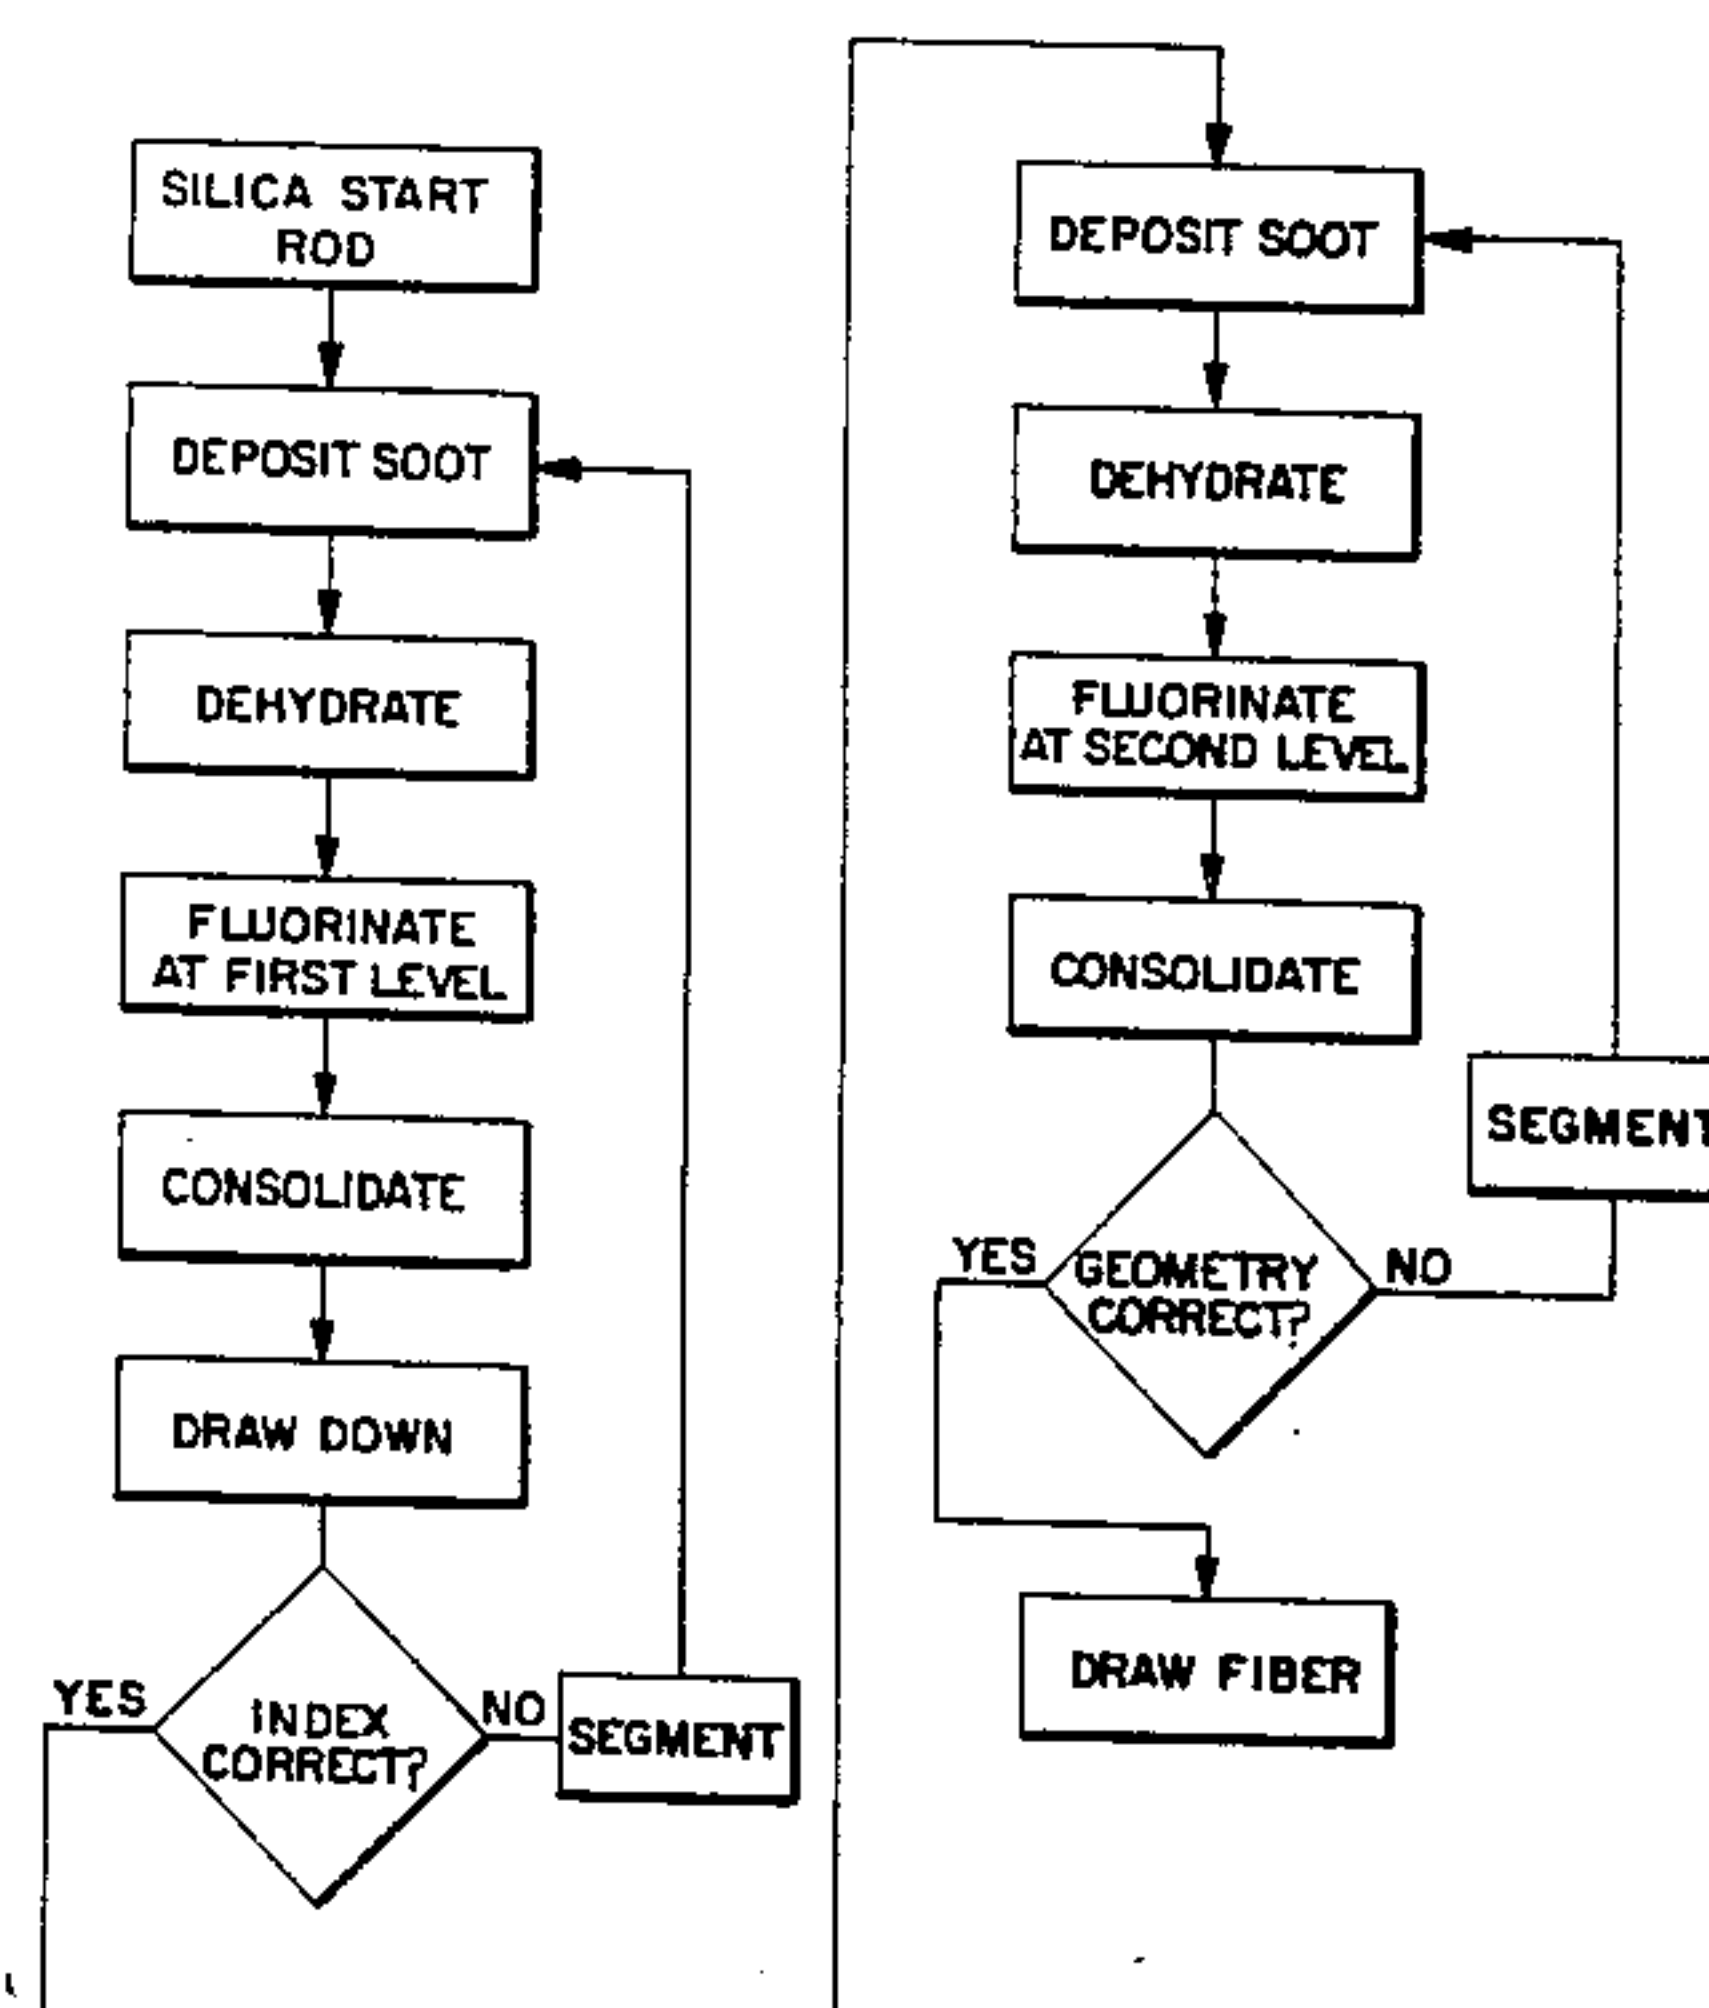 SILICA START
ROD
DEPOSIT SOOT
DEHYDRATE
FLUORINATE
AT FIRST LEVEL
CONSOLIDATE
DRAW DOWN
YES
INDEX
CORRECT?
NO
SEGMENT
DEPOSIT SOOT
DEHYDRATE
FLUORINATE
AT SECOND LEVEL
CONSOLIDATE
SEGMENT
YES
GEOMETRY
CORRECT?
NO
DRAW FIBER